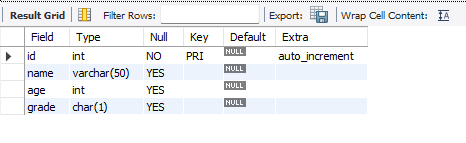 Result Grid Filter Rows: Export: Wrap Cell Content:
Field Type Null Key Default Extra
id int NO PRI NULL auto_increment
name varchar(50) YES NULL
age int YES NULL
grade char(1) YES NULL